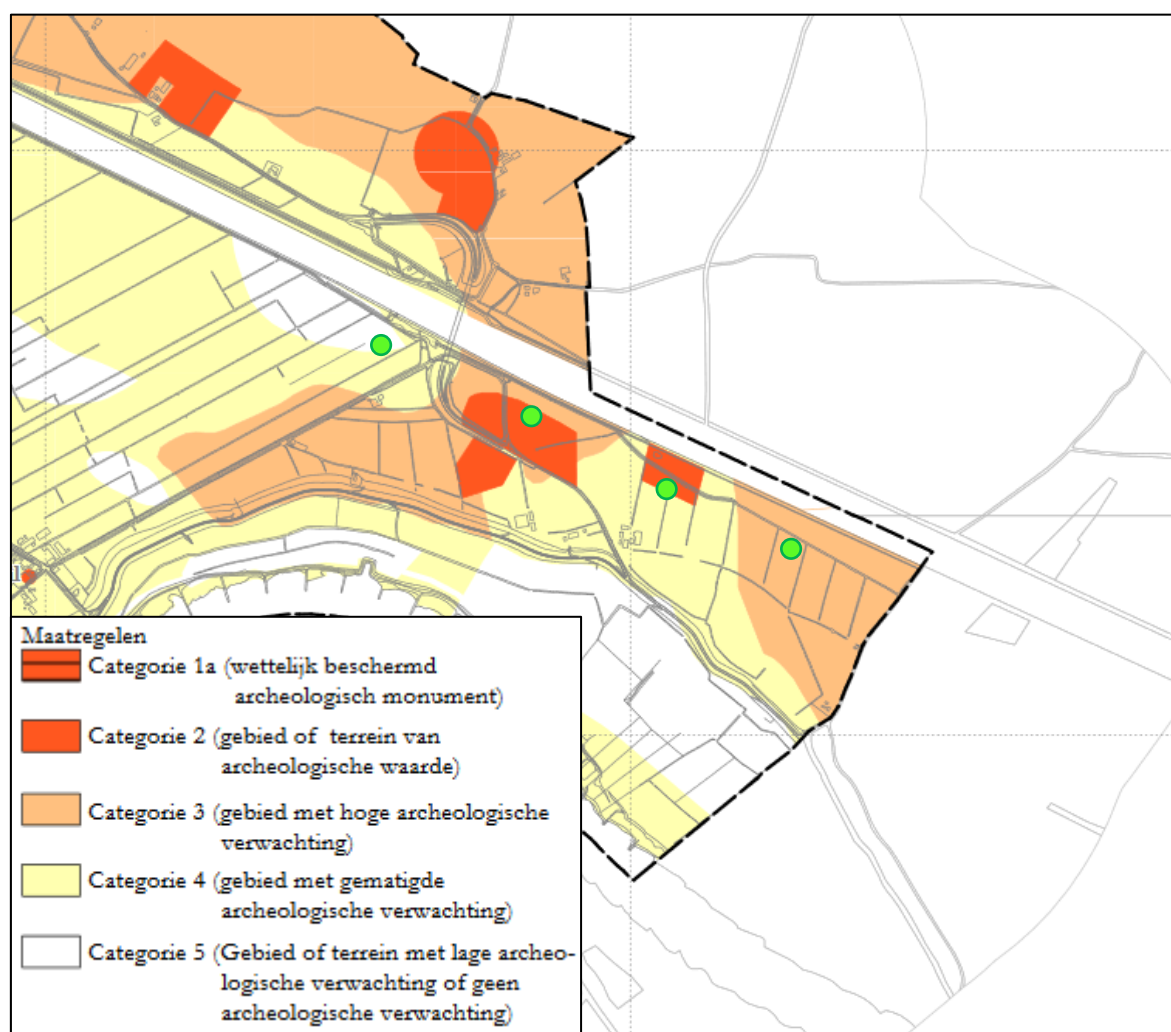 Maatregelen
Categorie 1a (wettelijk beschermd
archeologisch monument)
Categorie 2 (gebied of terrein van
archeologische waarde)
Categorie 3 (gebied met hoge archeologische
verwachting)
Categorie 4 (gebied met gematigde
archeologische verwachting)
Categorie 5 (Gebied of terrein met lage archeo-
logische verwachting of geen
archeologische verwachting)